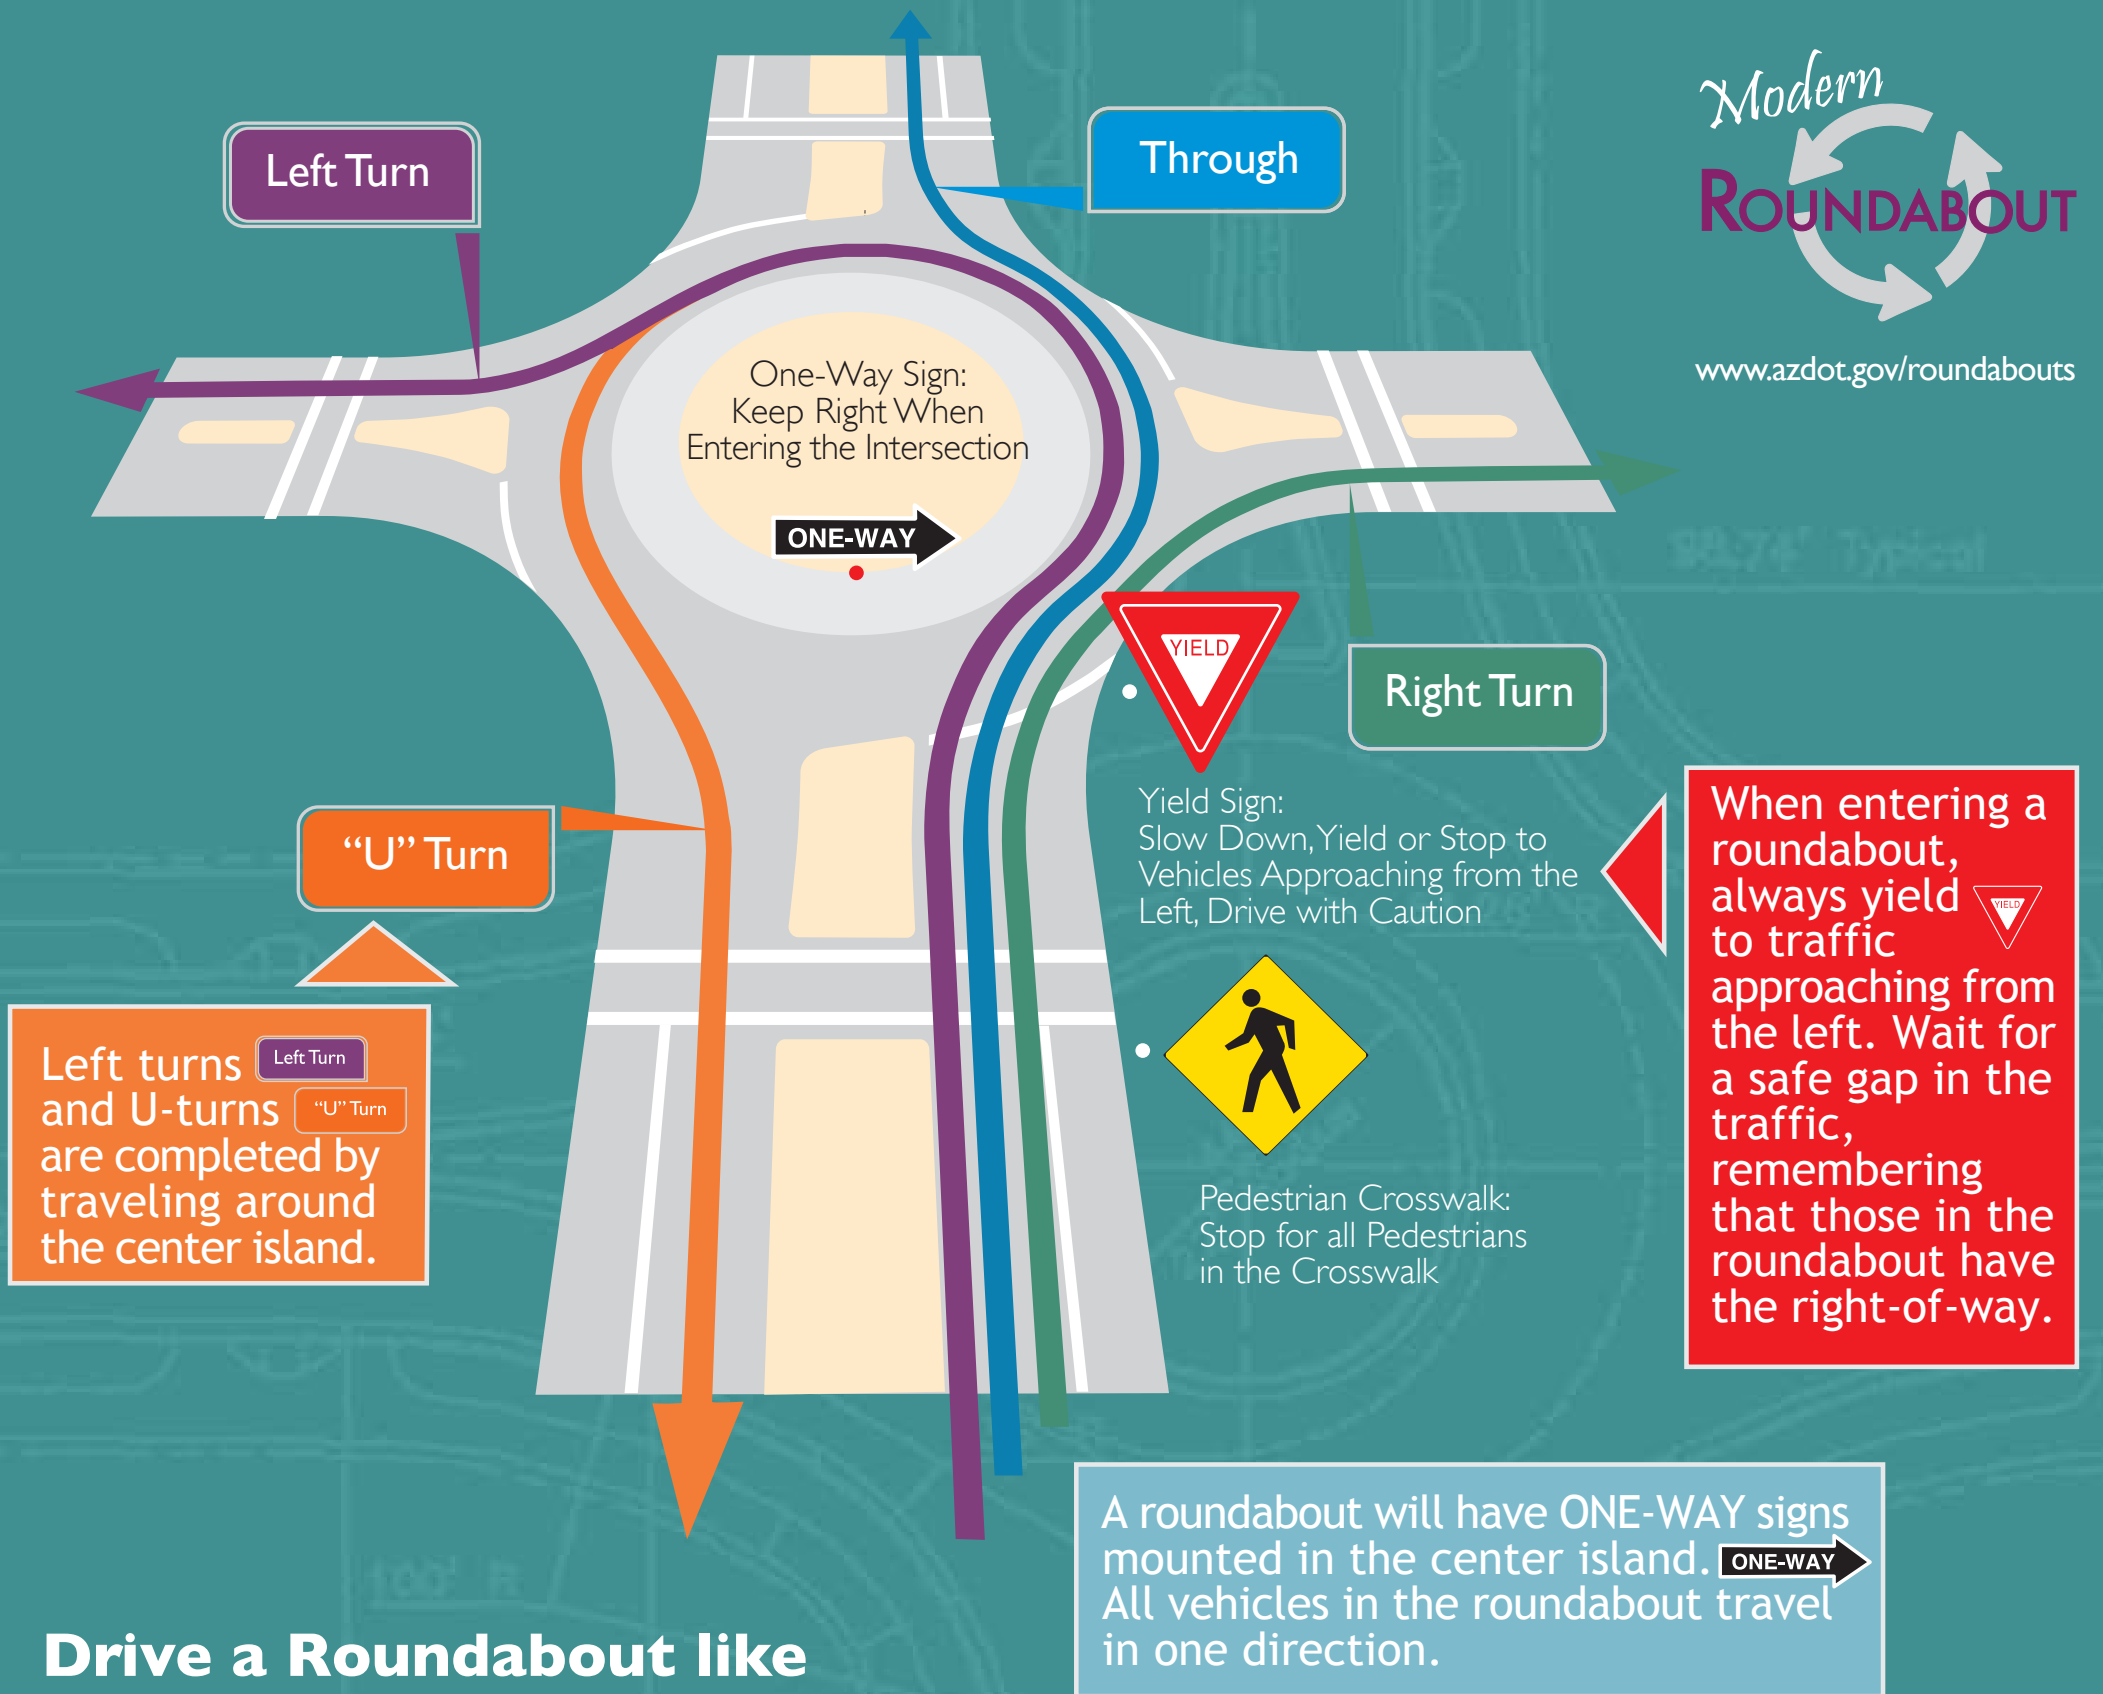 Modern
ROUNDABOUT
www.azdot.gov/roundabouts
Left Turn
Through
One-Way Sign:
Keep Right When
Entering the Intersection
ONE-WAY
YIELD
Right Turn
Yield Sign:
Slow Down, Yield or Stop to
Vehicles Approaching from the
Left, Drive with Caution
“U” Turn
When entering a
roundabout,
always yield YIELD
to traffic
approaching from
the left. Wait for
a safe gap in the
traffic,
remembering
that those in the
roundabout have
the right-of-way.
Left turns Left Turn
and U-turns “U” Turn
are completed by
traveling around
the center island.
Pedestrian Crosswalk:
Stop for all Pedestrians
in the Crosswalk
A roundabout will have ONE-WAY signs
mounted in the center island. ONE-WAY
All vehicles in the roundabout travel
in one direction.
Drive a Roundabout like